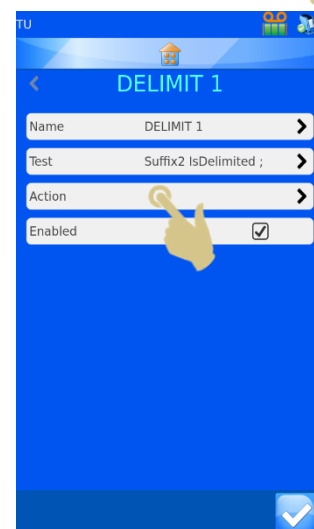 TU
DELIMIT 1
Name DELIMIT 1
Test Suffix2 IsDelimited ;
Action
Enabled